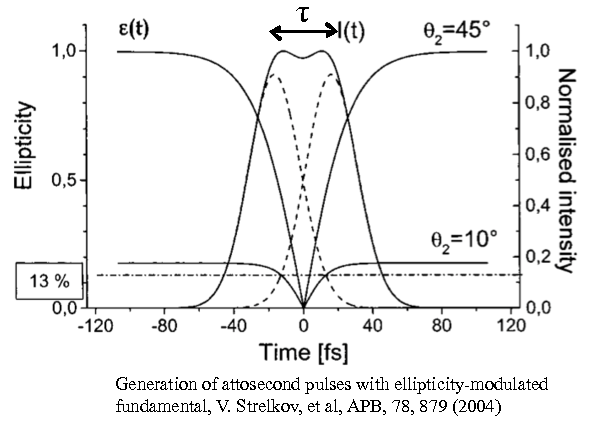 τ
ε(t)
I(t)
θ₂=45°
1,0
1,0
0,8
Ellipticity
Normalised intensity
0,6
0,5
0,4
θ₂=10°
0,2
13 %
0,0
0,0
-120 -80 -40 0 40 80 120
Time [fs]
Generation of attosecond pulses with ellipticity-modulated
fundamental, V. Strelkov, et al, APB, 78, 879 (2004)